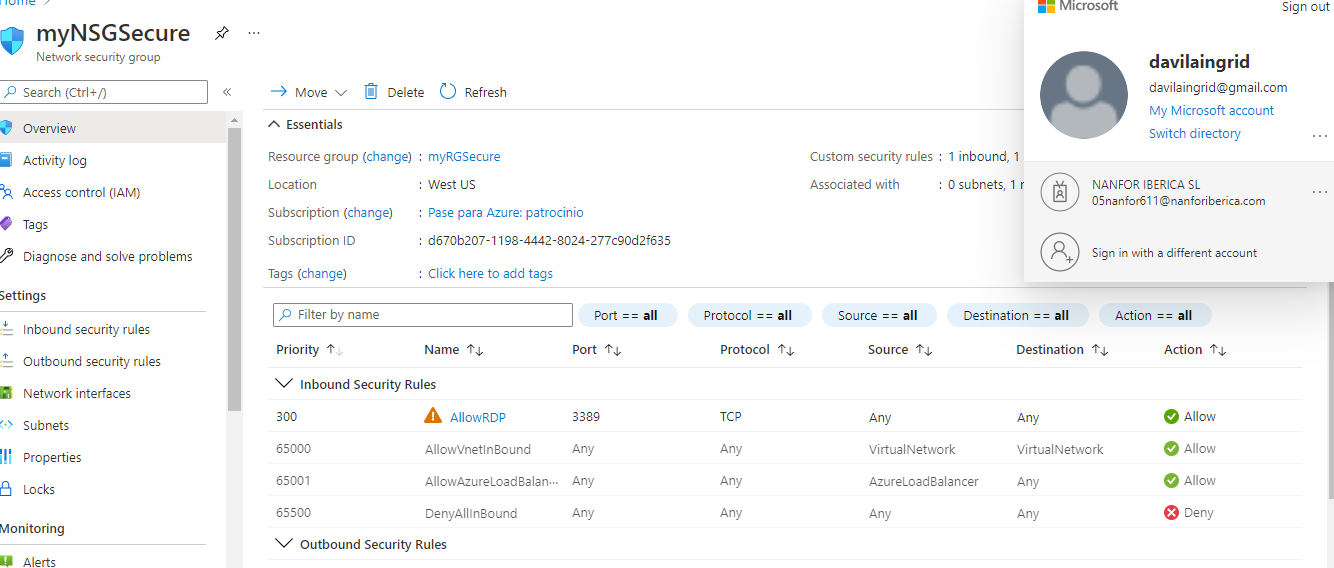 Home
Microsoft
Sign out
myNSGSecure
Network security group
Search (Ctrl+/)
Overview
Activity log
Access control (IAM)
Tags
Diagnose and solve problems
Settings
Inbound security rules
Outbound security rules
Network interfaces
Subnets
Properties
Locks
Monitoring
Alerts
Move
Delete
Refresh
Essentials
Resource group (change) : myRGSecure
Location : West US
Subscription (change) : Pase para Azure: patrocinio
Subscription ID : d670b207-1198-4442-8024-277c90d2f635
Tags (change) : Click here to add tags
Custom security rules : 1 inbound, 1
Associated with : 0 subnets, 1
davilaingrid
davilaingrid@gmail.com
My Microsoft account
Switch directory
NANFOR IBERICA SL
05nanfor611@nanforiberica.com
Sign in with a different account
Filter by name
Port == all
Protocol == all
Source == all
Destination == all
Action == all
Priority Name Port Protocol Source Destination Action
Inbound Security Rules
300 AllowRDP 3389 TCP Any Any Allow
65000 AllowVnetInBound Any Any VirtualNetwork VirtualNetwork Allow
65001 AllowAzureLoadBalan... Any Any AzureLoadBalancer Any Allow
65500 DenyAllInBound Any Any Any Any Deny
Outbound Security Rules